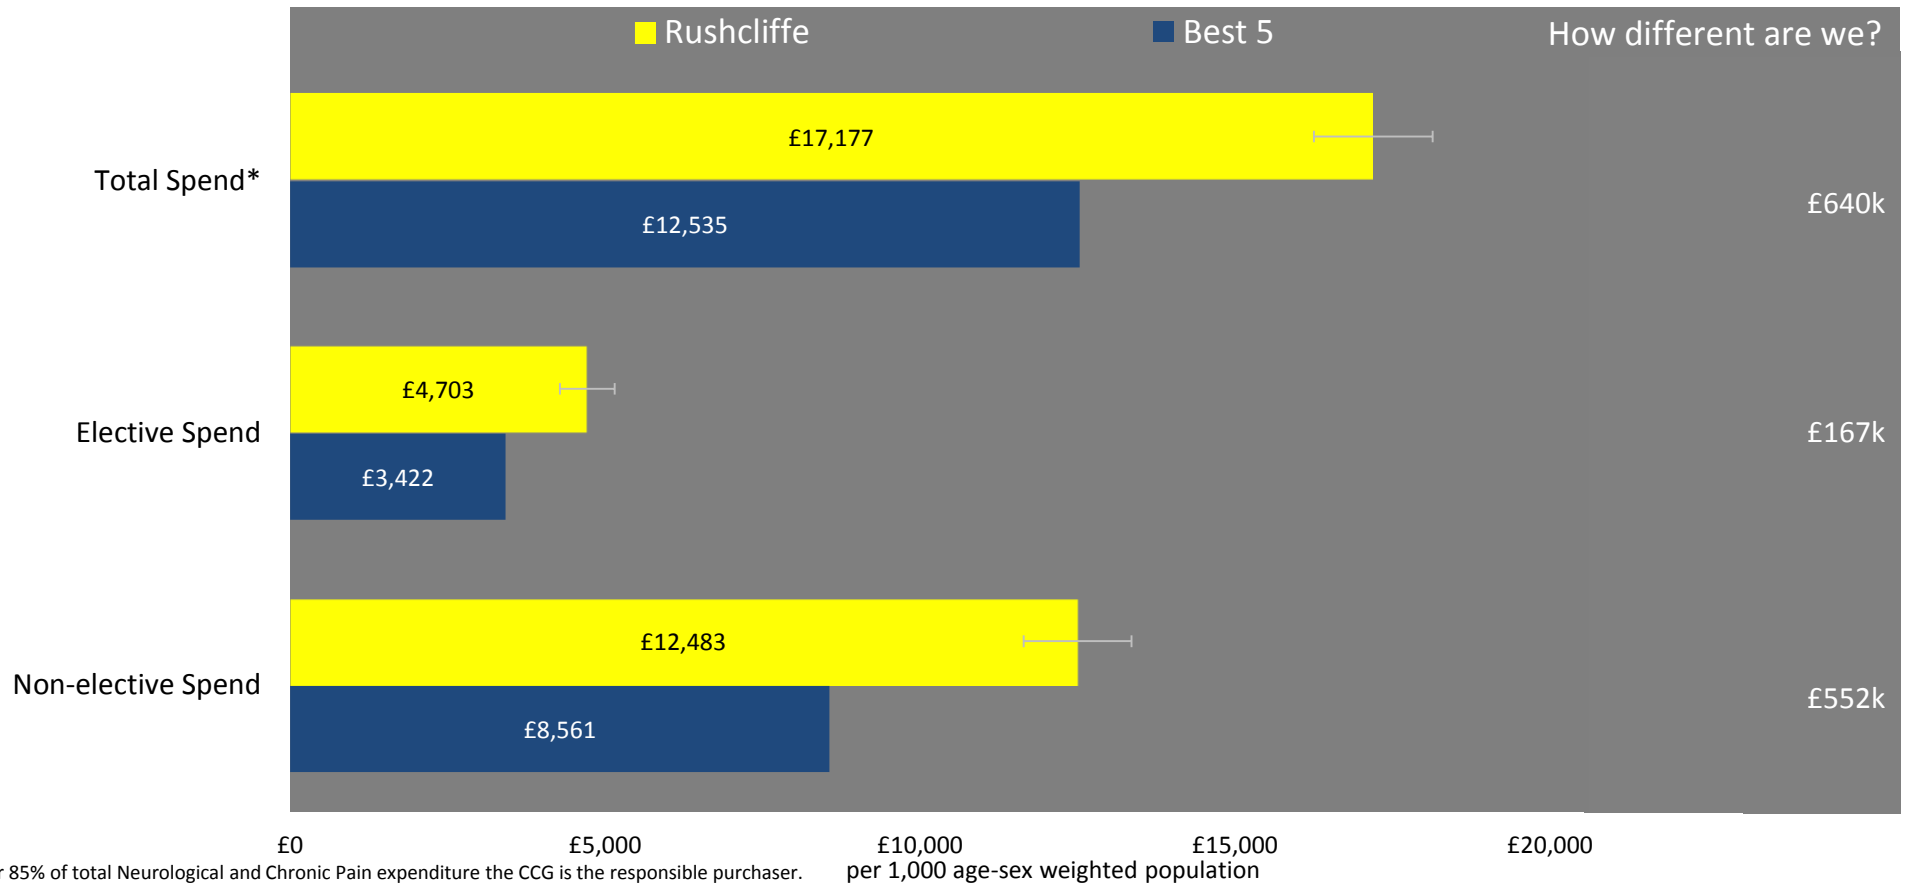 Rushcliffe Best 5 How different are we?
Total Spend*
£17,177
£12,535
£640k
Elective Spend
£4,703
£3,422
£167k
Non-elective Spend
£12,483
£8,561
£552k
£0 £5,000 £10,000 £15,000 £20,000
85% of total Neurological and Chronic Pain expenditure the CCG is the responsible purchaser.
per 1,000 age-sex weighted population